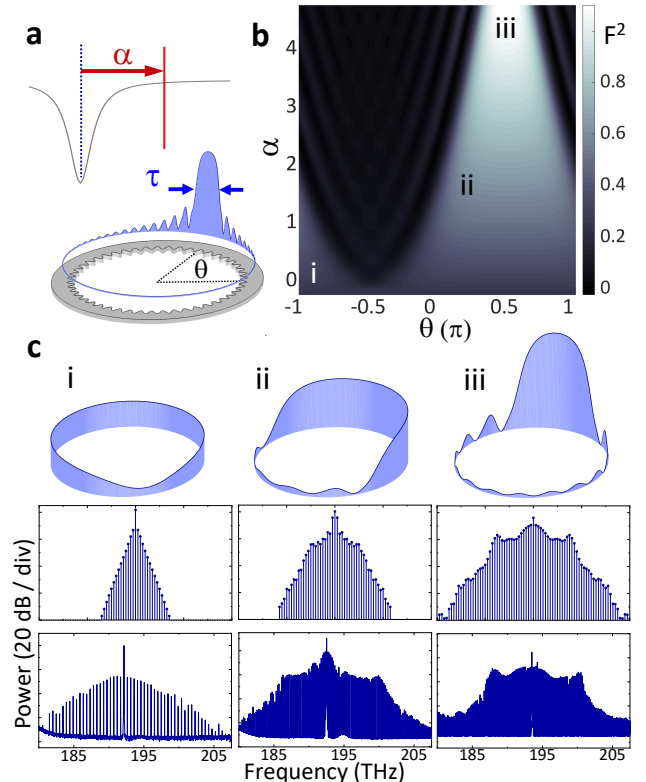 a
α
τ
θ
b
iii
ii
i
F²
α
4
3
2
1
0
-1
-0.5
0
0.5
1
θ (π)
1
0.8
0.6
0.4
0.2
0
c
i
ii
iii
Power (20 dB / div)
185
195
205
185
195
205
185
195
205
Frequency (THz)